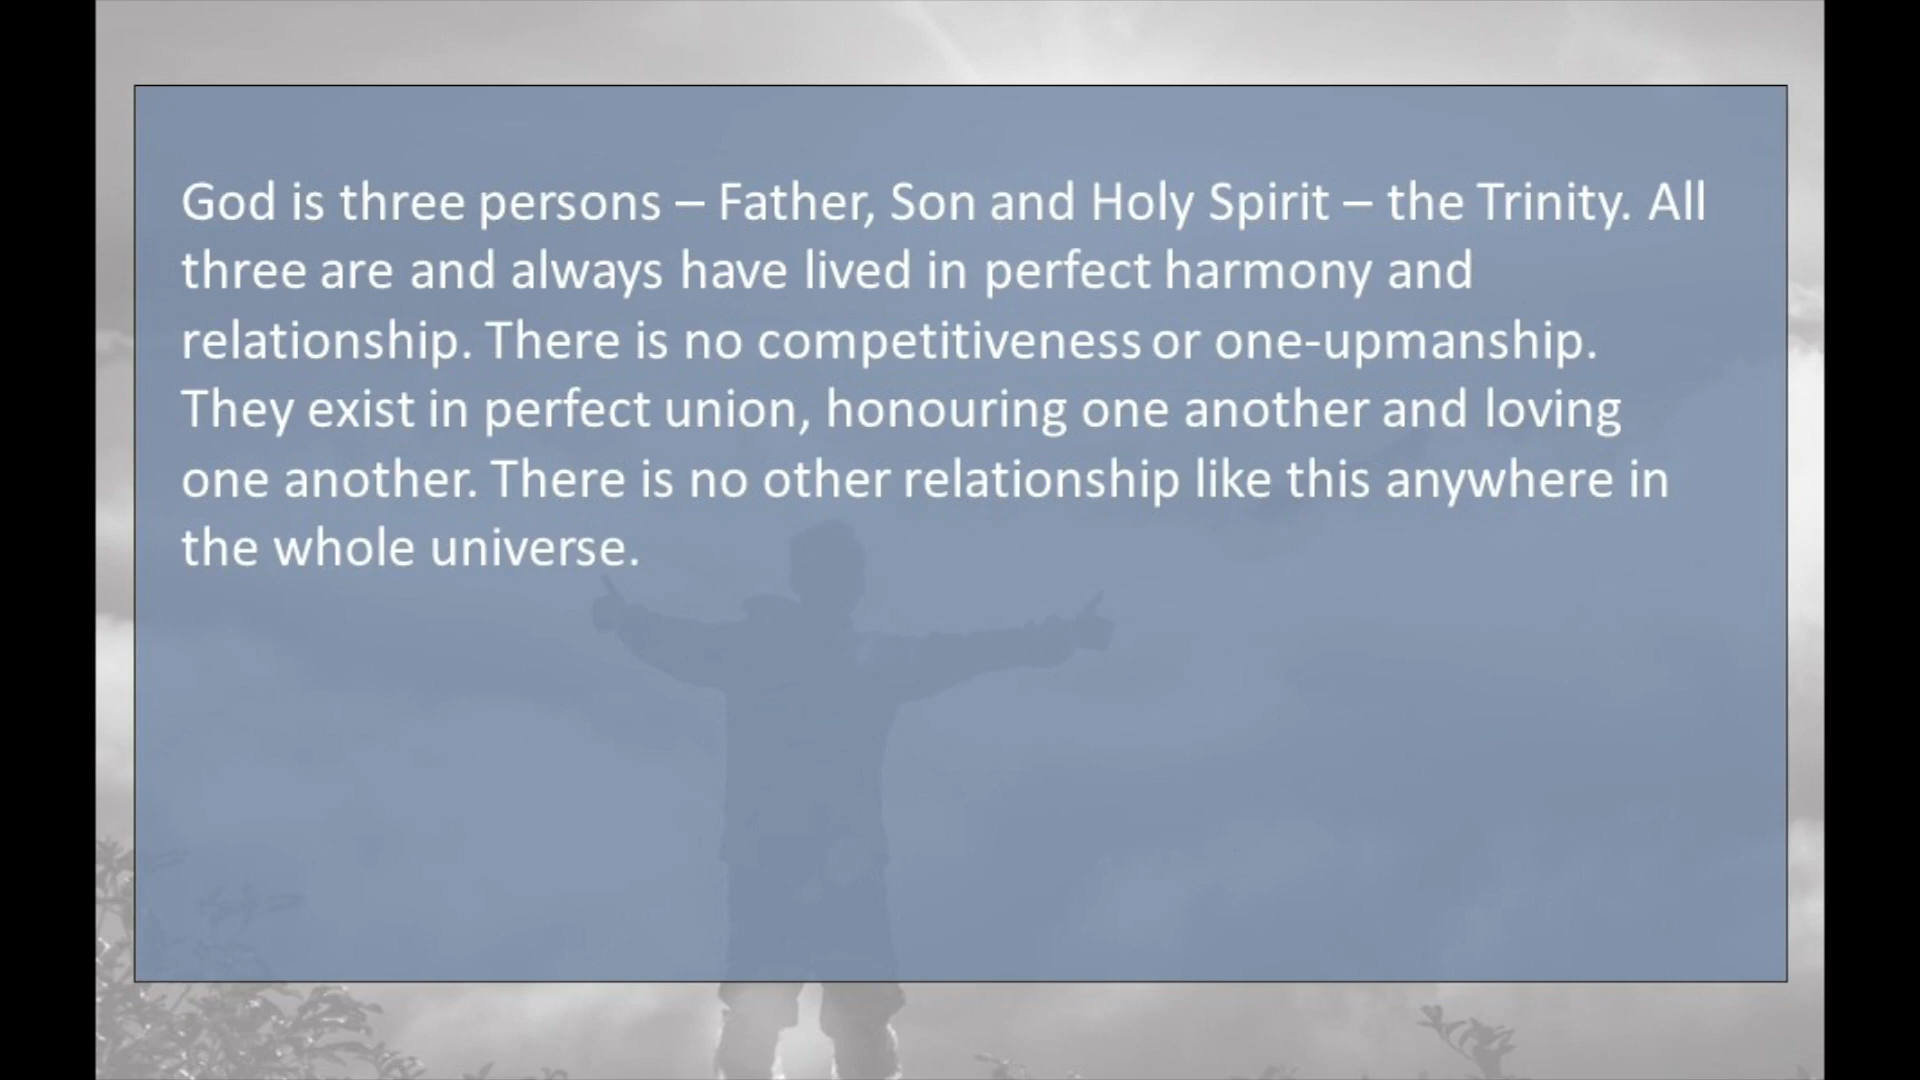 God is three persons – Father, Son and Holy Spirit – the Trinity. All
three are and always have lived in perfect harmony and
relationship. There is no competitiveness or one-upmanship.
They exist in perfect union, honouring one another and loving
one another. There is no other relationship like this anywhere in
the whole universe.